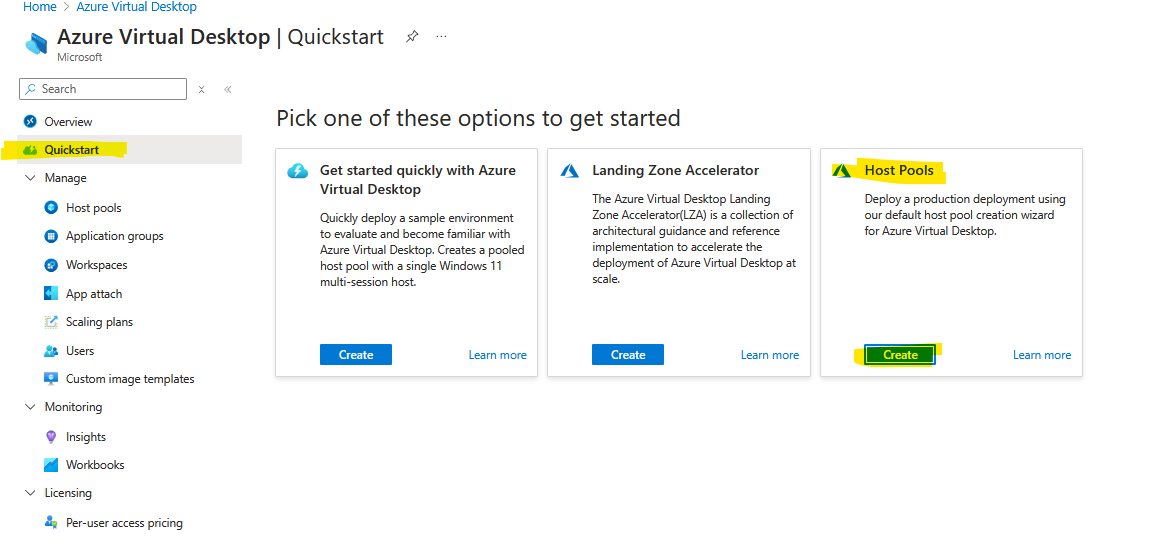 Home > Azure Virtual Desktop
Azure Virtual Desktop | Quickstart
Microsoft
Search
Overview
Quickstart
Manage
Host pools
Application groups
Workspaces
App attach
Scaling plans
Users
Custom image templates
Monitoring
Insights
Workbooks
Licensing
Per-user access pricing
Pick one of these options to get started
Get started quickly with Azure
Virtual Desktop
Quickly deploy a sample environment
to evaluate and become familiar with
Azure Virtual Desktop. Creates a pooled
host pool with a single Windows 11
multi-session host.
Create
Learn more
Landing Zone Accelerator
The Azure Virtual Desktop Landing
Zone Accelerator(LZA) is a collection of
architectural guidance and reference
implementation to accelerate the
deployment of Azure Virtual Desktop at
scale.
Create
Learn more
Host Pools
Deploy a production deployment using
our default host pool creation wizard
for Azure Virtual Desktop.
Create
Learn more